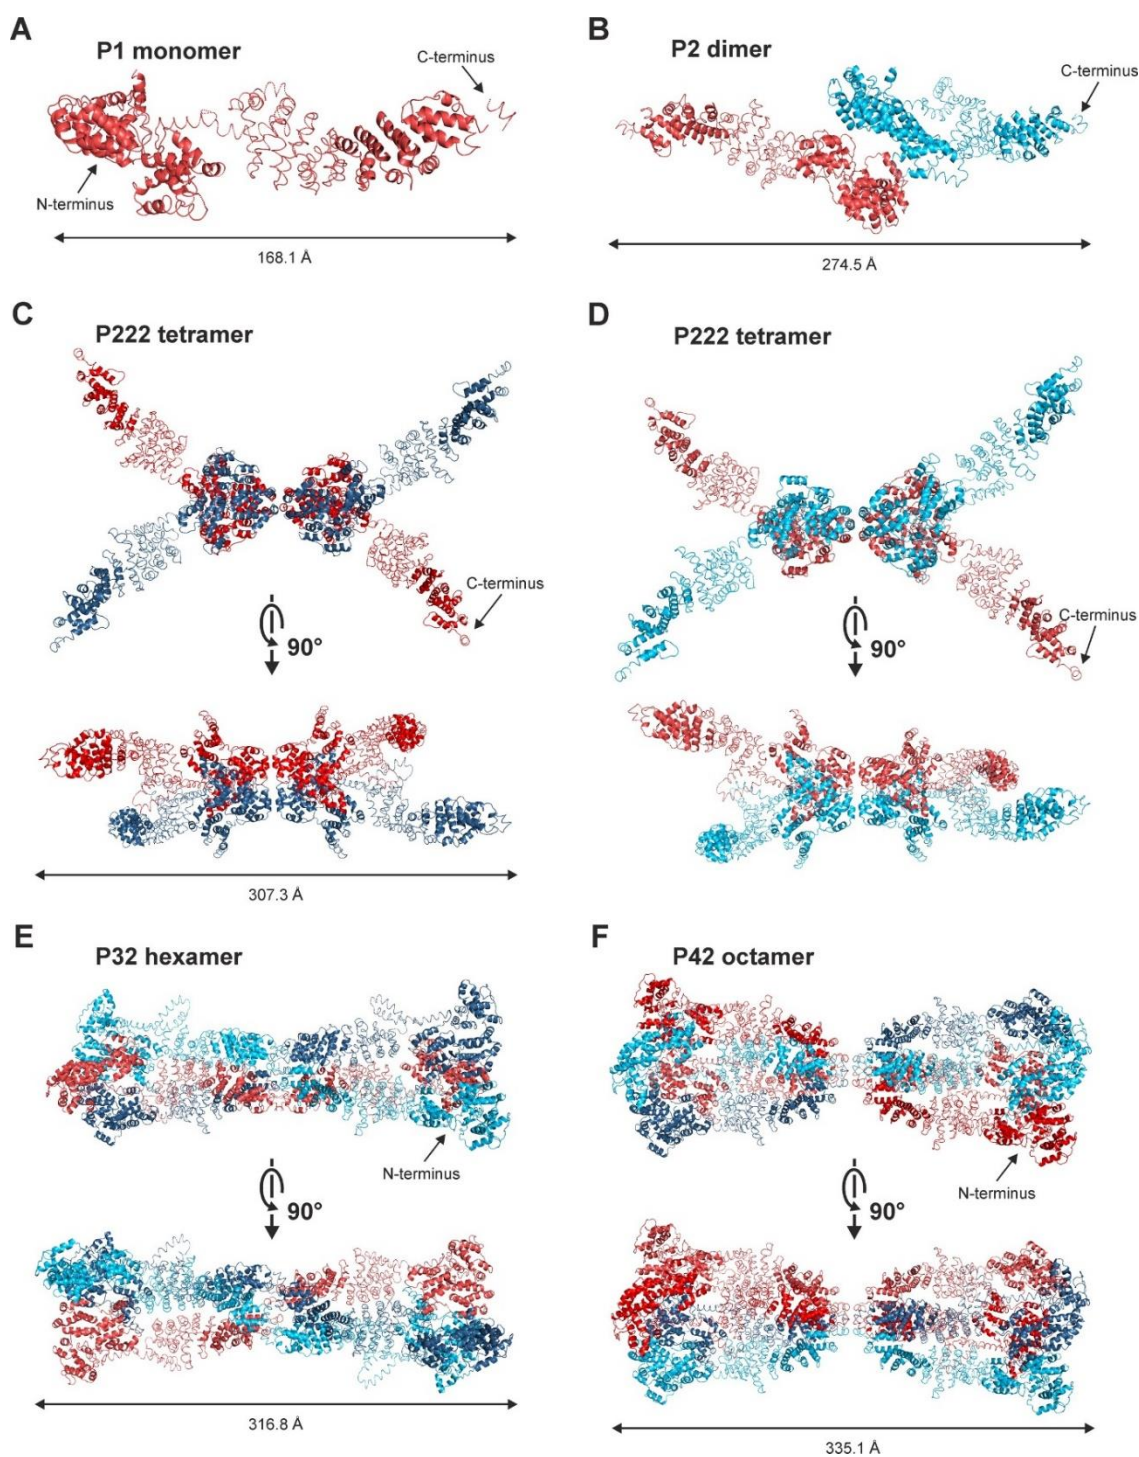 A
P1 monomer
C-terminus
N-terminus
168.1 Å
B
P2 dimer
C-terminus
274.5 Å
C
P222 tetramer
C-terminus
90°
307.3 Å
D
P222 tetramer
C-terminus
90°
E
P32 hexamer
N-terminus
90°
316.8 Å
F
P42 octamer
N-terminus
90°
335.1 Å